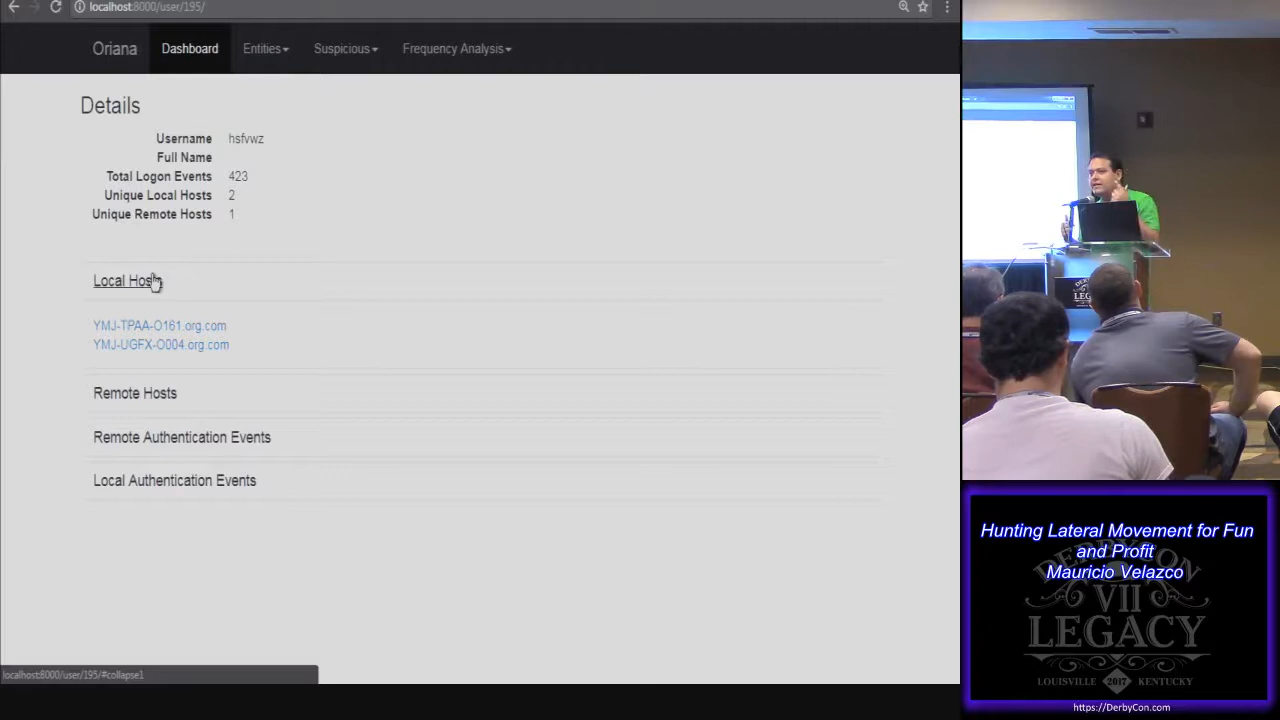 localhost:8000/user/195/
Oriana
Dashboard
Entities
Suspicious
Frequency Analysis
Details
Username hsfvwz
Full Name
Total Logon Events 423
Unique Local Hosts 2
Unique Remote Hosts 1
Local Hosts
YMJ-TPAA-O161.org.com
YMJ-UGFX-O004.org.com
Remote Hosts
Remote Authentication Events
Local Authentication Events
localhost:8000/user/195/#collapse1
Hunting Lateral Movement for Fun
and Profit
Mauricio Velazco
DERBYCON
VII
LEGACY
LOUISVILLE 2017 KENTUCKY
https://DerbyCon.com